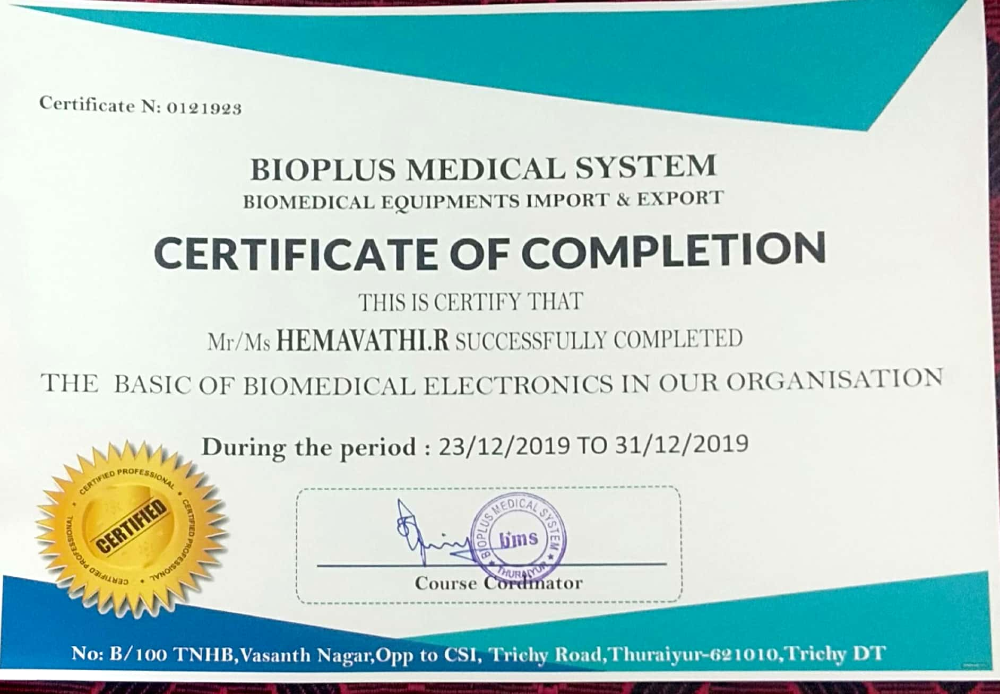 Certificate N: 0121923
BIOPLUS MEDICAL SYSTEM
BIOMEDICAL EQUIPMENTS IMPORT & EXPORT
CERTIFICATE OF COMPLETION
THIS IS CERTIFY THAT
Mr/Ms HEMAVATHI.R SUCCESSFULLY COMPLETED
THE BASIC OF BIOMEDICAL ELECTRONICS IN OUR ORGANISATION
During the period : 23/12/2019 TO 31/12/2019
CERTIFIED PROFESSIONAL • CERTIFIED PROFESSIONAL • CERTIFIED PROFESSIONAL •
CERTIFIED
BIOPLUS MEDICAL SYSTEM
bms
★ THURAIYUR ★
Course Cordinator
No: B/100 TNHB,Vasanth Nagar,Opp to CSI, Trichy Road,Thuraiyur-621010,Trichy DT